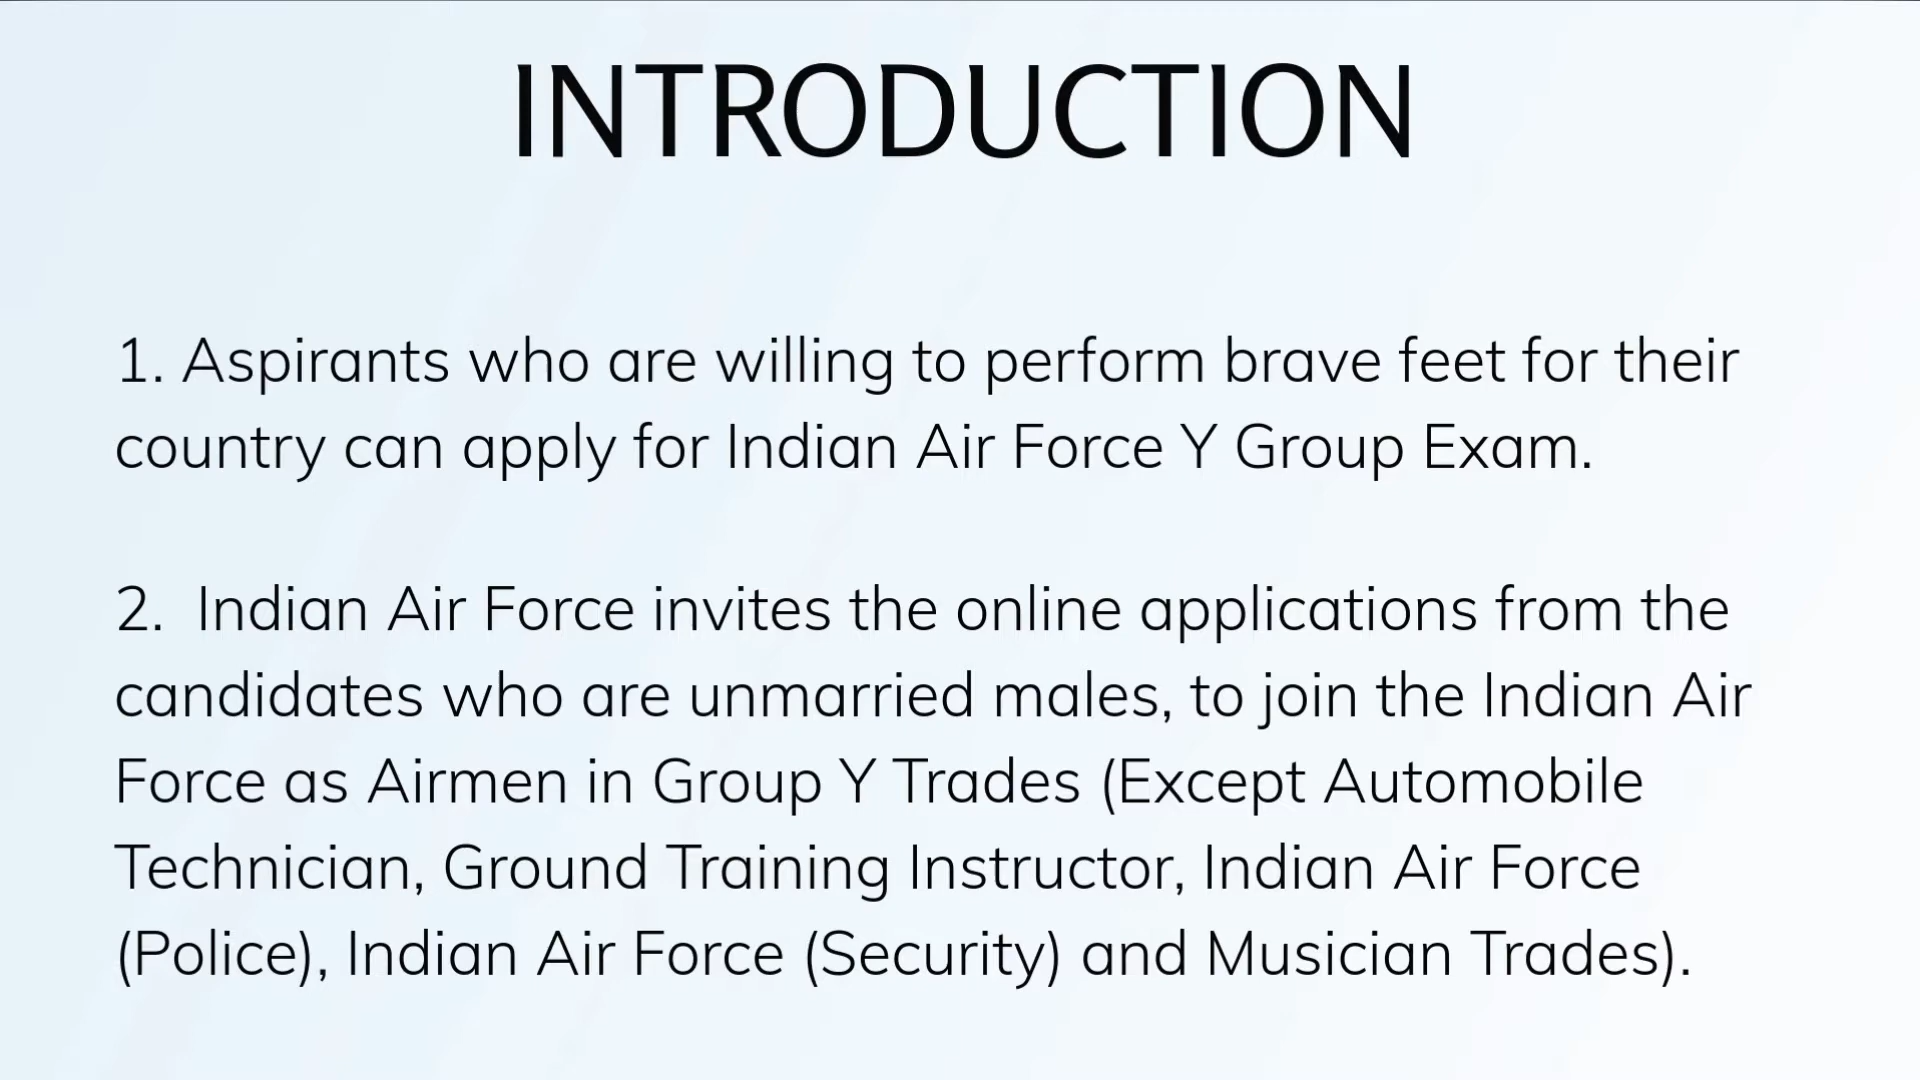 INTRODUCTION
1. Aspirants who are willing to perform brave feet for their
country can apply for Indian Air Force Y Group Exam.
2.  Indian Air Force invites the online applications from the
candidates who are unmarried males, to join the Indian Air
Force as Airmen in Group Y Trades (Except Automobile
Technician, Ground Training Instructor, Indian Air Force
(Police), Indian Air Force (Security) and Musician Trades).